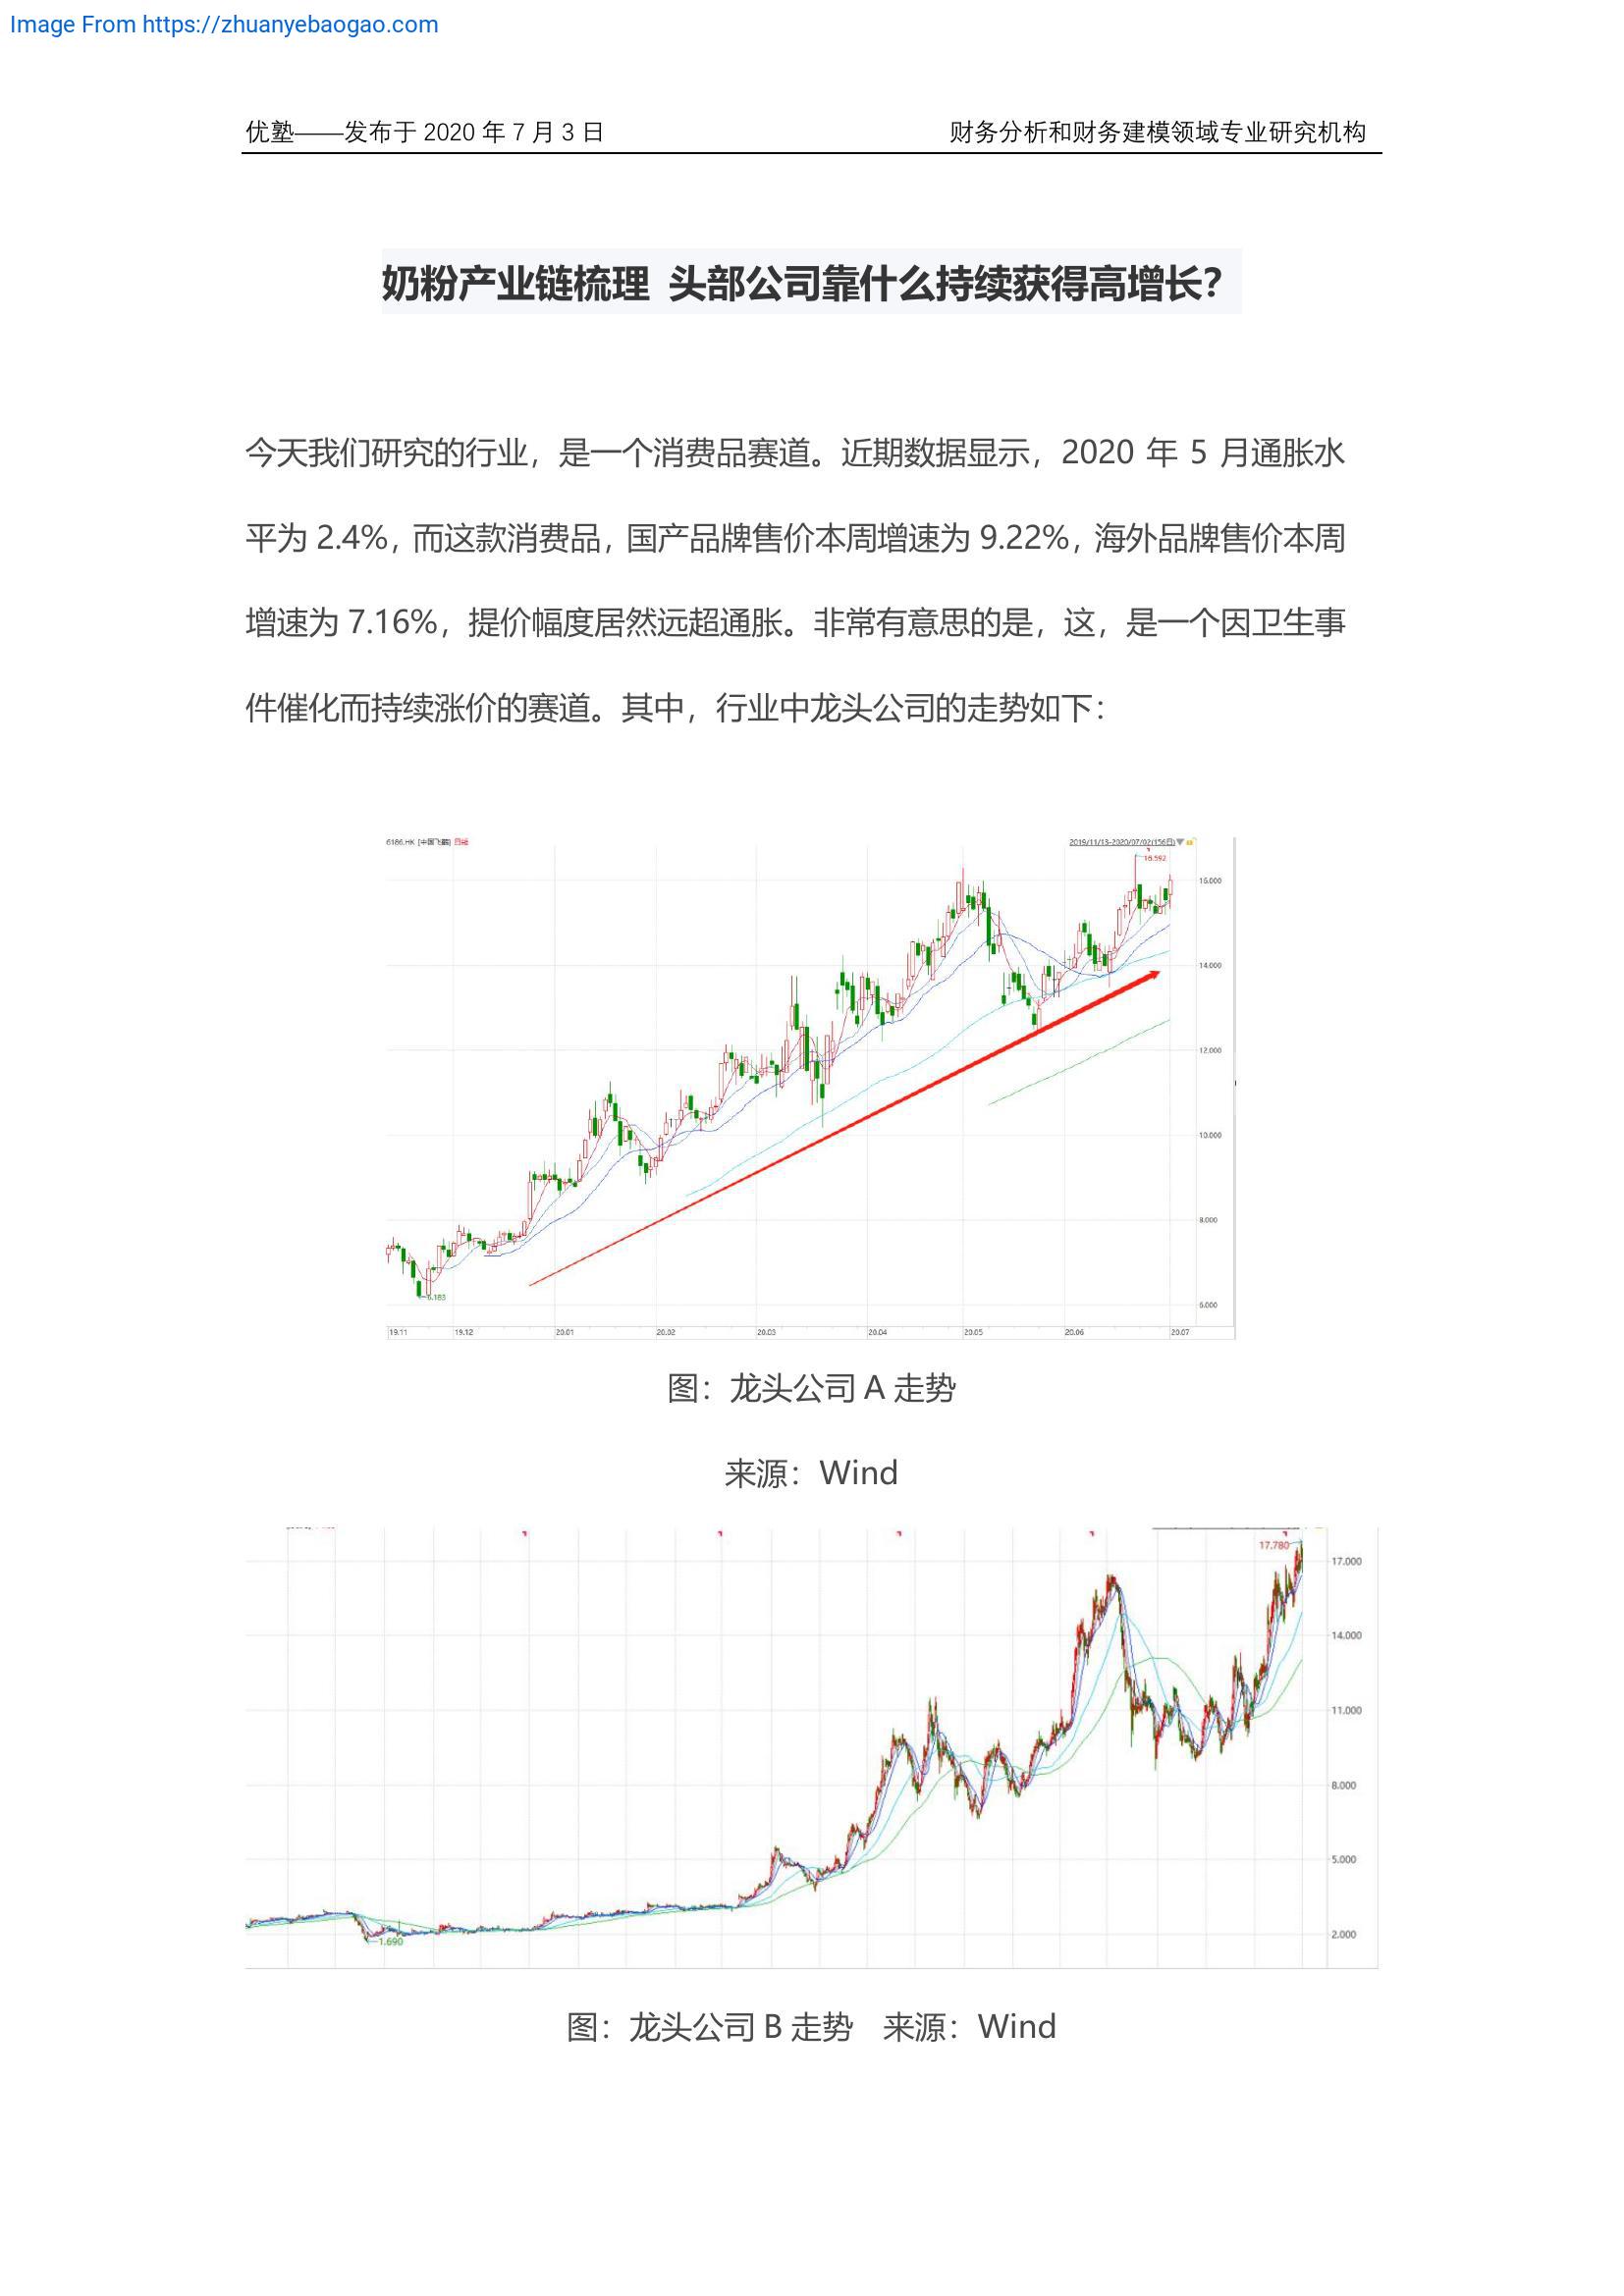 Image From https://zhuanyebaogao.com
优塾——发布于 2020 年 7 月 3 日 财务分析和财务建模领域专业研究机构
奶粉产业链梳理 头部公司靠什么持续获得高增长？
今天我们研究的行业，是一个消费品赛道。近期数据显示，2020 年 5 月通胀水
平为 2.4%，而这款消费品，国产品牌售价本周增速为 9.22%，海外品牌售价本周
增速为 7.16%，提价幅度居然远超通胀。非常有意思的是，这，是一个因卫生事
件催化而持续涨价的赛道。其中，行业中龙头公司的走势如下：
6186.HK [中国飞鹤] 日线 2019/11/13-2020/07/02(156日)
16.592
16.000
14.000
12.000
10.000
8.000
6.183
6.000
19.11 19.12 20.01 20.02 20.03 20.04 20.05 20.06 20.07
图：龙头公司 A 走势
来源：Wind
17.780
17.000
14.000
11.000
8.000
5.000
2.000
1.690
图：龙头公司 B 走势 来源：Wind